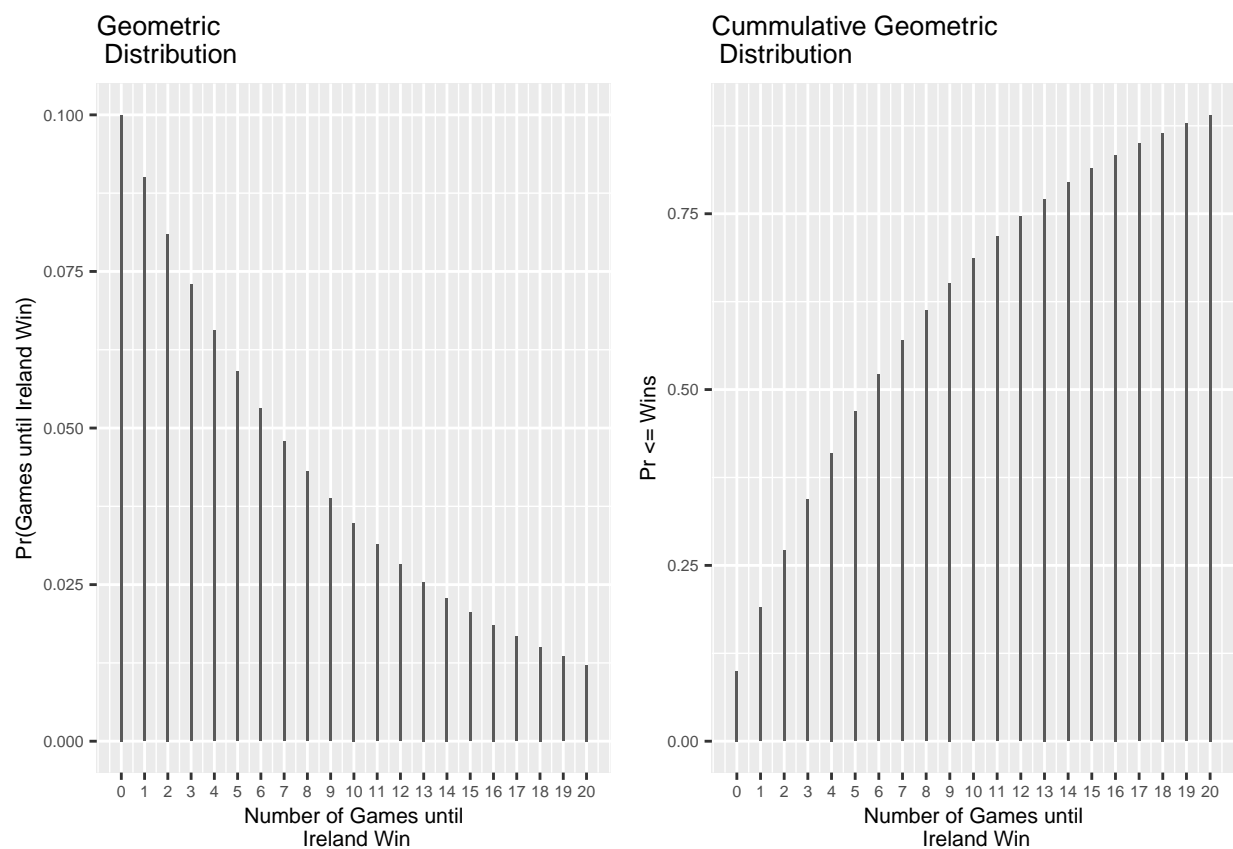 Geometric
Distribution
Pr(Games until Ireland Win)
0.100
0.075
0.050
0.025
0.000
0 1 2 3 4 5 6 7 8 9 10 11 12 13 14 15 16 17 18 19 20
Number of Games until
Ireland Win
Cummulative Geometric
Distribution
Pr <= Wins
0.75
0.50
0.25
0.00
0 1 2 3 4 5 6 7 8 9 10 11 12 13 14 15 16 17 18 19 20
Number of Games until
Ireland Win